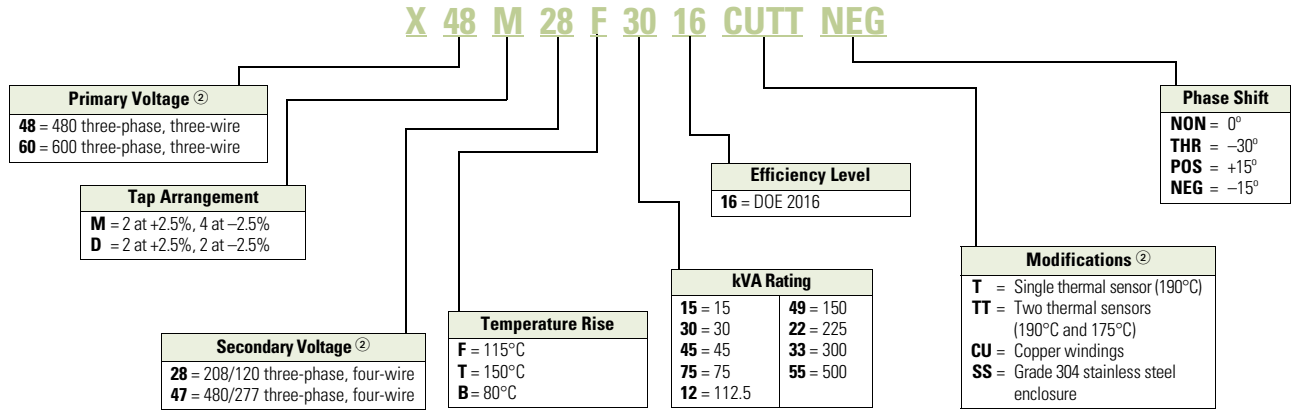 X 48 M 28 F 30 16 CUTT NEG
Primary Voltage ②
48 = 480 three-phase, three-wire
60 = 600 three-phase, three-wire
Tap Arrangement
M = 2 at +2.5%, 4 at –2.5%
D = 2 at +2.5%, 2 at –2.5%
Secondary Voltage ②
28 = 208/120 three-phase, four-wire
47 = 480/277 three-phase, four-wire
Temperature Rise
F = 115°C
T = 150°C
B = 80°C
kVA Rating
15 = 15
30 = 30
45 = 45
75 = 75
12 = 112.5
49 = 150
22 = 225
33 = 300
55 = 500
Efficiency Level
16 = DOE 2016
Modifications ②
T = Single thermal sensor (190°C)
TT = Two thermal sensors
(190°C and 175°C)
CU = Copper windings
SS = Grade 304 stainless steel
enclosure
Phase Shift
NON = 0°
THR = –30°
POS = +15°
NEG = –15°